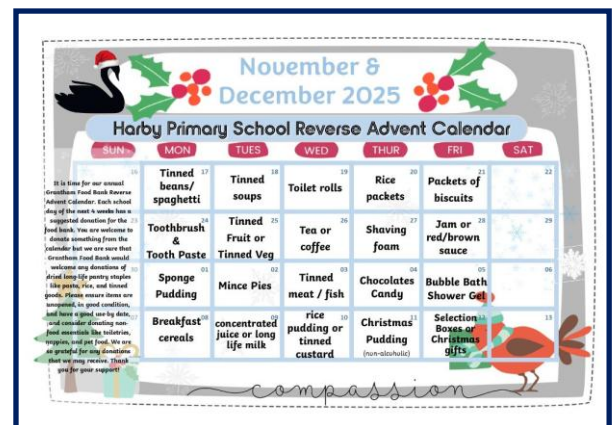 November &
December 2025
Harby Primary School Reverse Advent Calendar
SUN MON TUES WED THUR FRI SAT
16 17 18 19 20 21 22
It is time for our annual
Grantham Food Bank Reverse
Advent Calendar. Each school
day of the next 4 weeks has a
suggested donation for the
food bank. You are welcome to
donate something from the
calendar but we are sure that
Grantham Food Bank would
welcome any donations of
dried long-life pantry staples
like pasta, rice, and tinned
goods. Please ensure items are
unopened, in good condition,
and have a good use-by date,
and consider donating non-
food essentials like toiletries,
nappies, and pet food. We are
so grateful for any donations
that we may receive. Thank
you for your support!
Tinned
beans/
spaghetti
Tinned
soups
Toilet rolls
Rice
packets
Packets of
biscuits
23 24 25 26 27 28 29
Toothbrush
&
Tooth Paste
Tinned
Fruit or
Tinned Veg
Tea or
coffee
Shaving
foam
Jam or
red/brown
sauce
30 01 02 03 04 05 06
Sponge
Pudding
Mince Pies
Tinned
meat / fish
Chocolates
Candy
Bubble Bath
Shower Gel
07 08 09 10 11 12 13
Breakfast
cereals
concentrated
juice or long
life milk
rice
pudding or
tinned
custard
Christmas
Pudding
(non-alcoholic)
Selection
Boxes or
Christmas
gifts
compassion